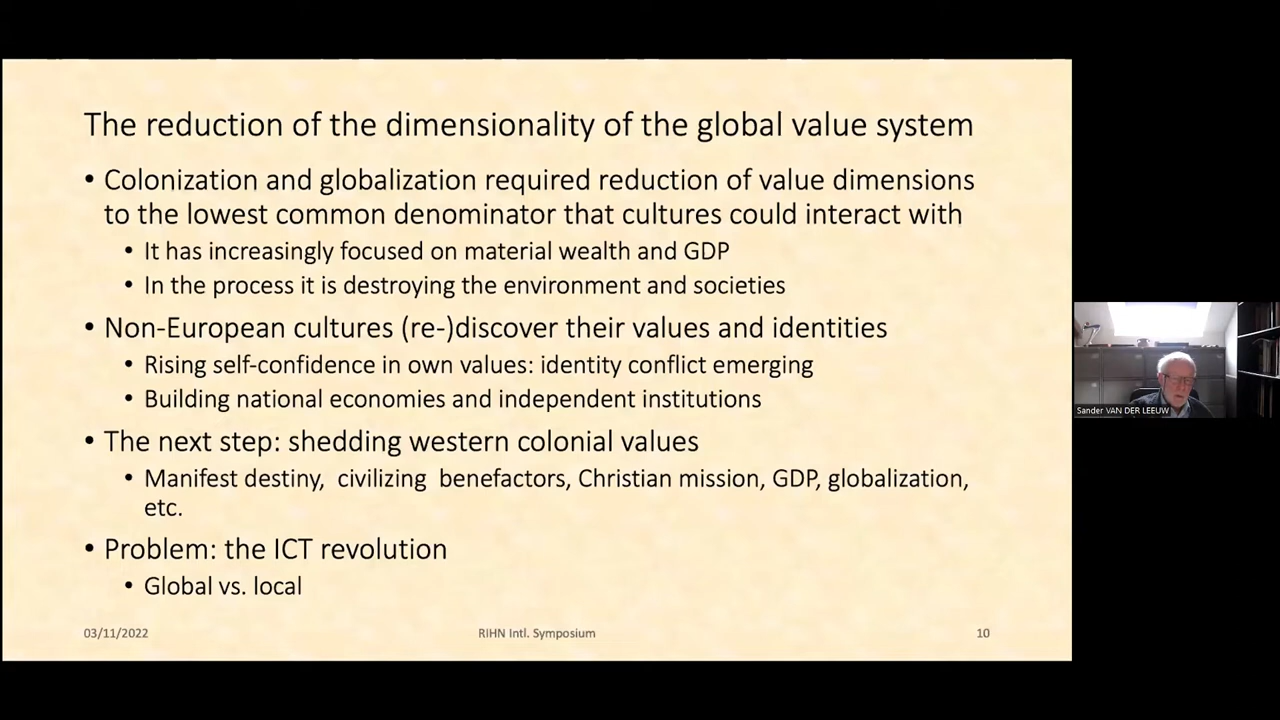 The reduction of the dimensionality of the global value system
• Colonization and globalization required reduction of value dimensions
to the lowest common denominator that cultures could interact with
• It has increasingly focused on material wealth and GDP
• In the process it is destroying the environment and societies
• Non-European cultures (re-)discover their values and identities
• Rising self-confidence in own values: identity conflict emerging
• Building national economies and independent institutions
• The next step: shedding western colonial values
• Manifest destiny,  civilizing  benefactors, Christian mission, GDP, globalization,
etc.
• Problem: the ICT revolution
• Global vs. local
03/11/2022
RIHN Intl. Symposium
10
Sander VAN DER LEEUW